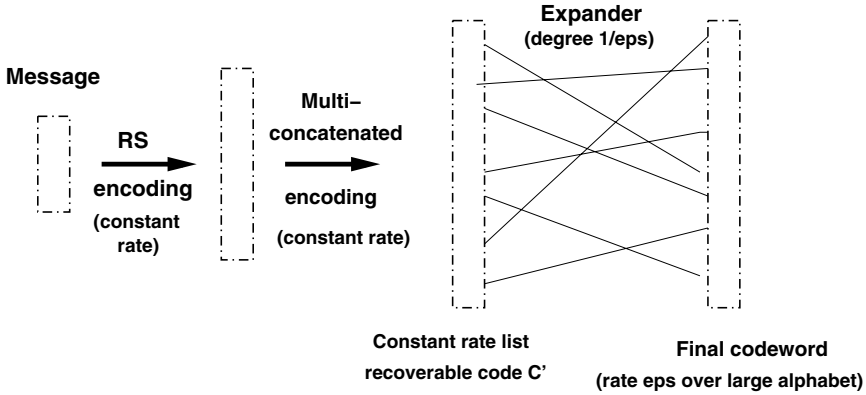 Message
RS
encoding
(constant
rate)
Multi−
concatenated
encoding
(constant rate)
Expander
(degree 1/eps)
Constant rate list
recoverable code C'
Final codeword
(rate eps over large alphabet)